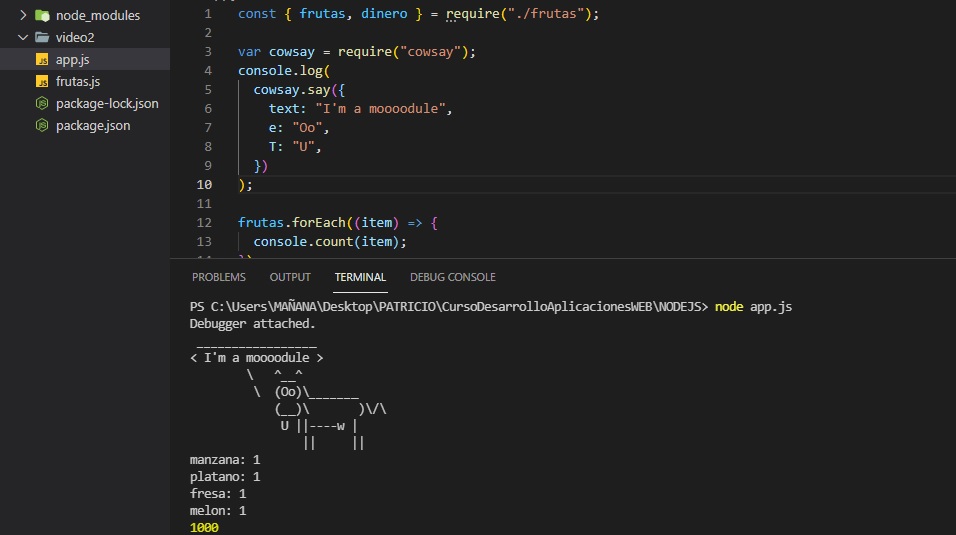 node_modules
video2
app.js
frutas.js
package-lock.json
package.json
1 const { frutas, dinero } = require("./frutas");
2
3 var cowsay = require("cowsay");
4 console.log(
5   cowsay.say({
6     text: "I'm a moooodule",
7     e: "Oo",
8     T: "U",
9   })
10 );
11
12 frutas.forEach((item) => {
13   console.count(item);
PROBLEMS OUTPUT TERMINAL DEBUG CONSOLE
PS C:\Users\MAÑANA\Desktop\PATRICIO\CursoDesarrolloAplicacionesWEB\NODEJS> node app.js
Debugger attached.
 _________________
< I'm a moooodule >
        \   ^__^
         \  (Oo)\_______
            (__)\       )\/\
             U ||----w |
                ||     ||
manzana: 1
platano: 1
fresa: 1
melon: 1
1000